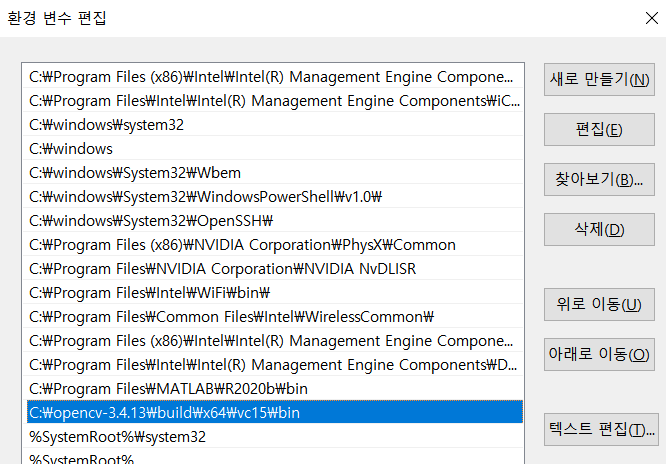 환경 변수 편집
C:₩Program Files (x86)₩Intel₩Intel(R) Management Engine Compone...
C:₩Program Files₩Intel₩Intel(R) Management Engine Components₩iC...
C:₩windows₩system32
C:₩windows
C:₩windows₩System32₩Wbem
C:₩windows₩System32₩WindowsPowerShell₩v1.0₩
C:₩windows₩System32₩OpenSSH₩
C:₩Program Files (x86)₩NVIDIA Corporation₩PhysX₩Common
C:₩Program Files₩NVIDIA Corporation₩NVIDIA NvDLISR
C:₩Program Files₩Intel₩WiFi₩bin₩
C:₩Program Files₩Common Files₩Intel₩WirelessCommon₩
C:₩Program Files (x86)₩Intel₩Intel(R) Management Engine Compone...
C:₩Program Files₩Intel₩Intel(R) Management Engine Components₩D...
C:₩Program Files₩MATLAB₩R2020b₩bin
C:₩opencv-3.4.13₩build₩x64₩vc15₩bin
%SystemRoot%₩system32
%SystemRoot%
새로 만들기(N)
편집(E)
찾아보기(B)...
삭제(D)
위로 이동(U)
아래로 이동(O)
텍스트 편집(T)...